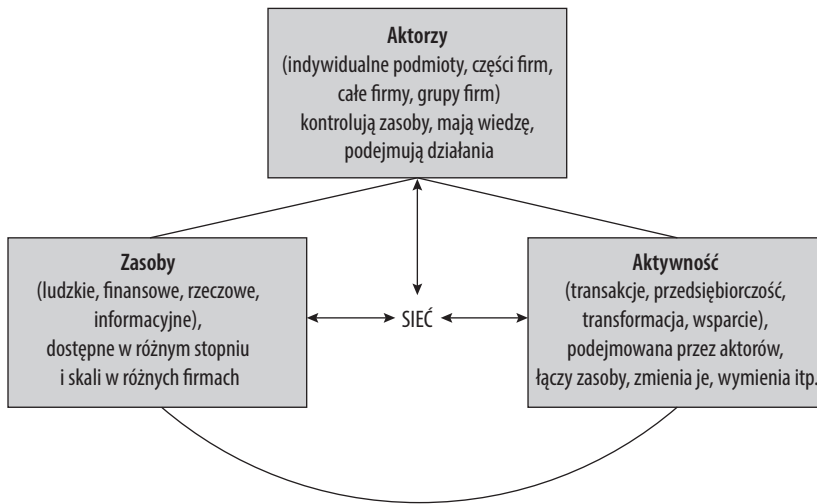 Aktorzy
(indywidualne podmioty, części firm,
całe firmy, grupy firm)
kontrolują zasoby, mają wiedzę,
podejmują działania
Zasoby
(ludzkie, finansowe, rzeczowe,
informacyjne),
dostępne w różnym stopniu
i skali w różnych firmach
SIEĆ
Aktywność
(transakcje, przedsiębiorczość,
transformacja, wsparcie),
podejmowana przez aktorów,
łączy zasoby, zmienia je, wymienia itp.